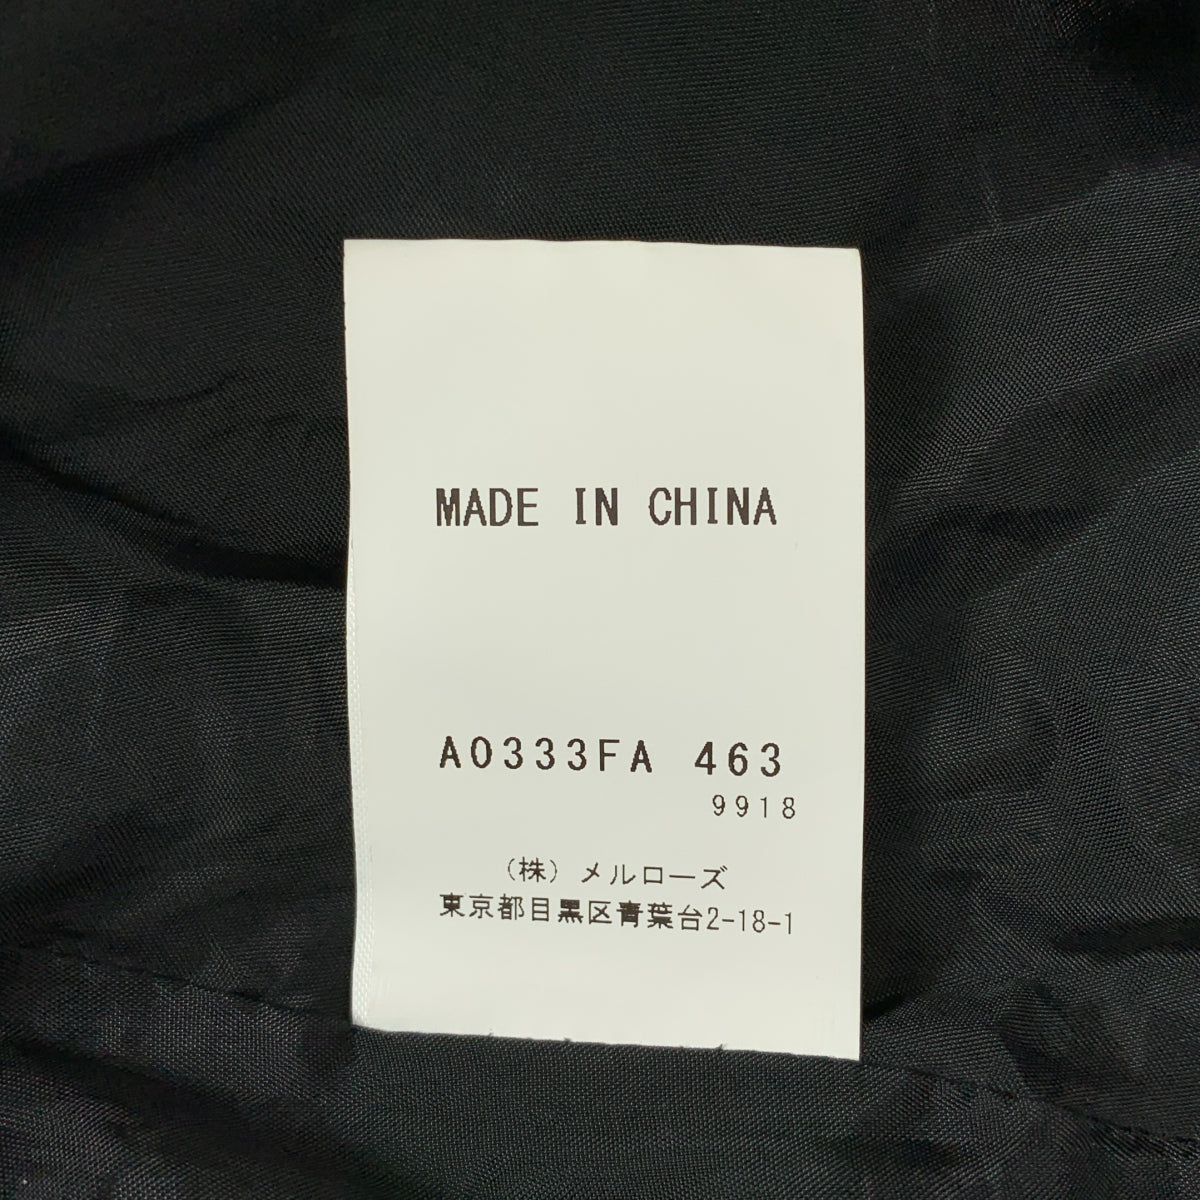 MADE IN CHINA
A0333FA 463
9918
（株）メルローズ
東京都目黒区青葉台2-18-1